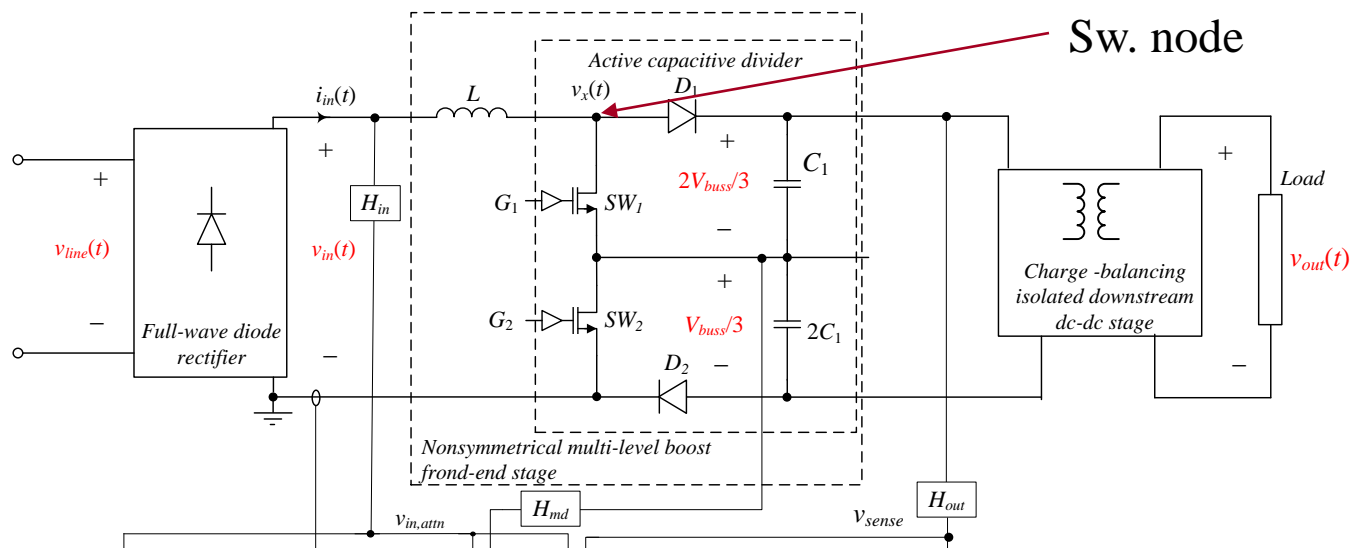 Sw. node
Active capacitive divider
i_in(t)
L
v_x(t)
D_1
+
+
+
+
H_in
G_1
SW_1
2V_buss/3
C_1
Load
v_line(t)
v_in(t)
−
v_out(t)
+
Charge -balancing
isolated downstream
dc-dc stage
−
Full-wave diode
rectifier
−
G_2
SW_2
V_buss/3
2C_1
−
−
D_2
Nonsymmetrical multi-level boost
frond-end stage
H_md
H_out
v_in,attn
v_sense